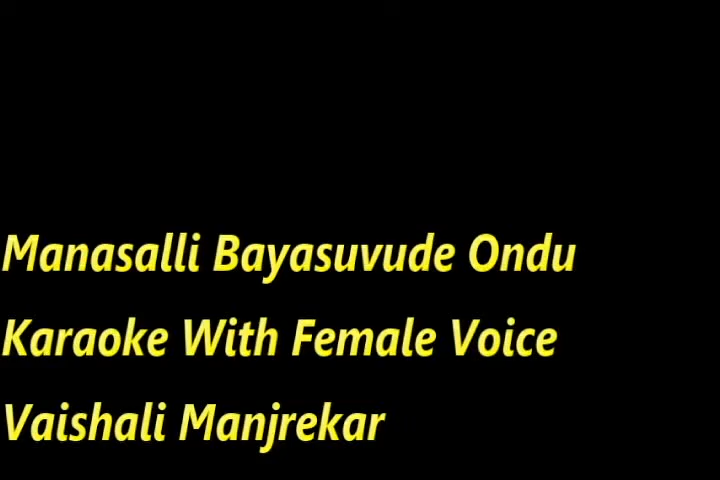 Manasalli Bayasuvude Ondu
Karaoke With Female Voice
Vaishali Manjrekar